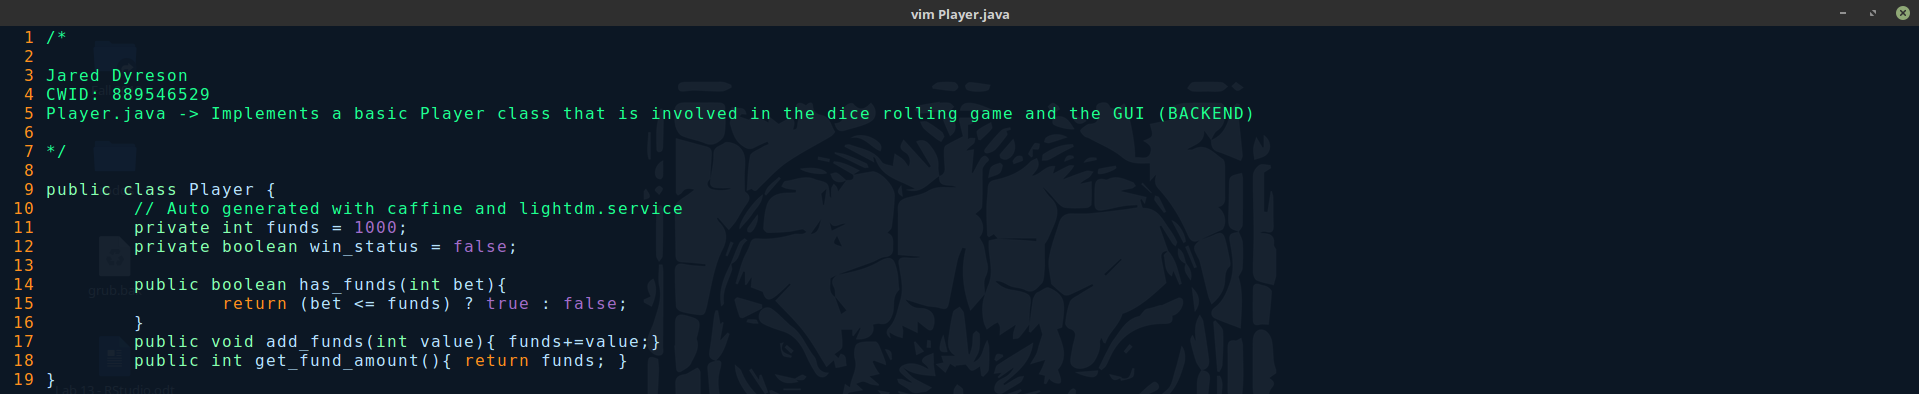 vim Player.java
1 /*
2
3 Jared Dyreson
4 CWID: 889546529
5 Player.java -> Implements a basic Player class that is involved in the dice rolling game and the GUI (BACKEND)
6
7 */
8
9 public class Player {
10 // Auto generated with caffine and lightdm.service
11 private int funds = 1000;
12 private boolean win_status = false;
13
14 public boolean has_funds(int bet){
15 return (bet <= funds) ? true : false;
16 }
17 public void add_funds(int value){ funds+=value;}
18 public int get_fund_amount(){ return funds; }
19 }